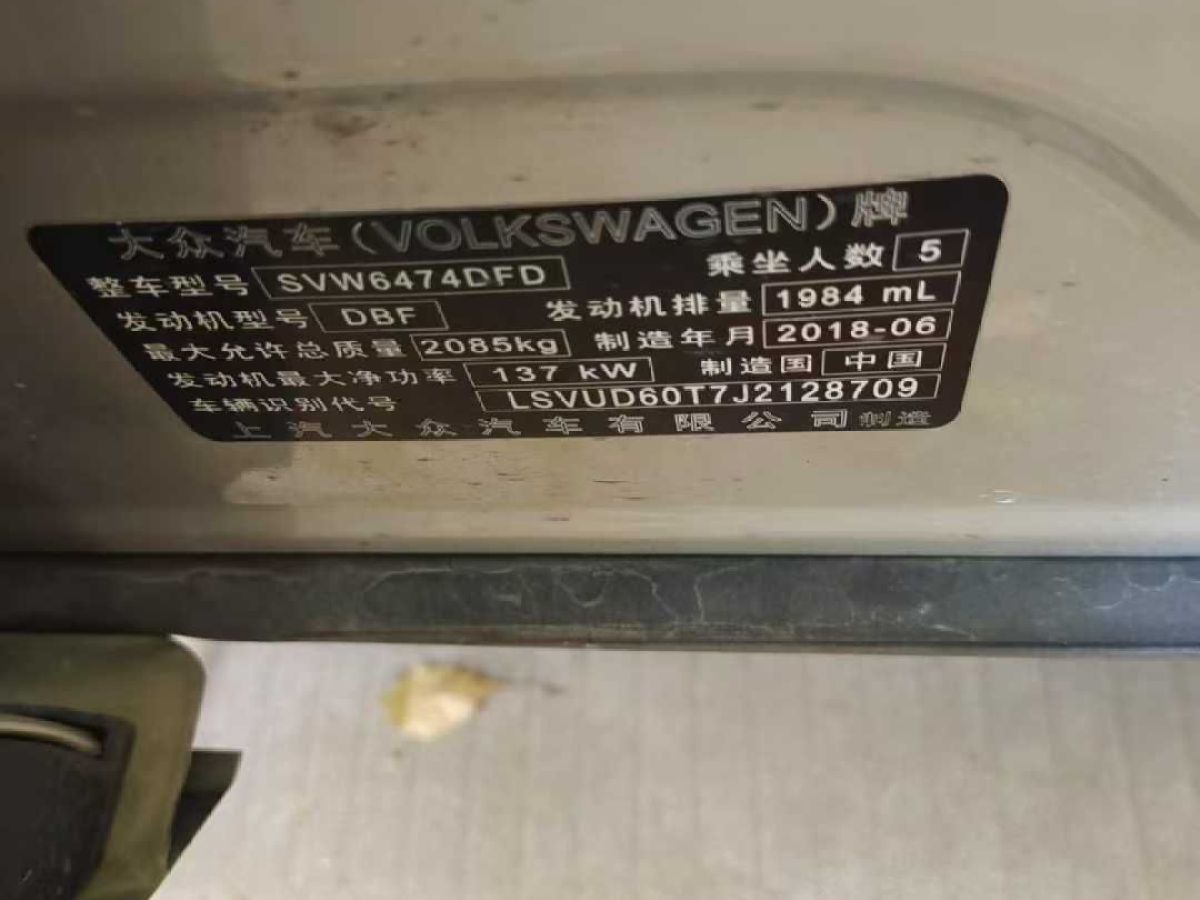 大众汽车(VOLKSWAGEN)牌
整车型号 SVW6474DFD 乘坐人数 5
发动机型号 DBF 发动机排量 1984 mL
最大允许总质量 2085kg 制造年月 2018-06
发动机最大净功率 137 kW 制造国 中国
车辆识别代号 LSVUD60T7J2128709
上汽大众汽车有限公司制造